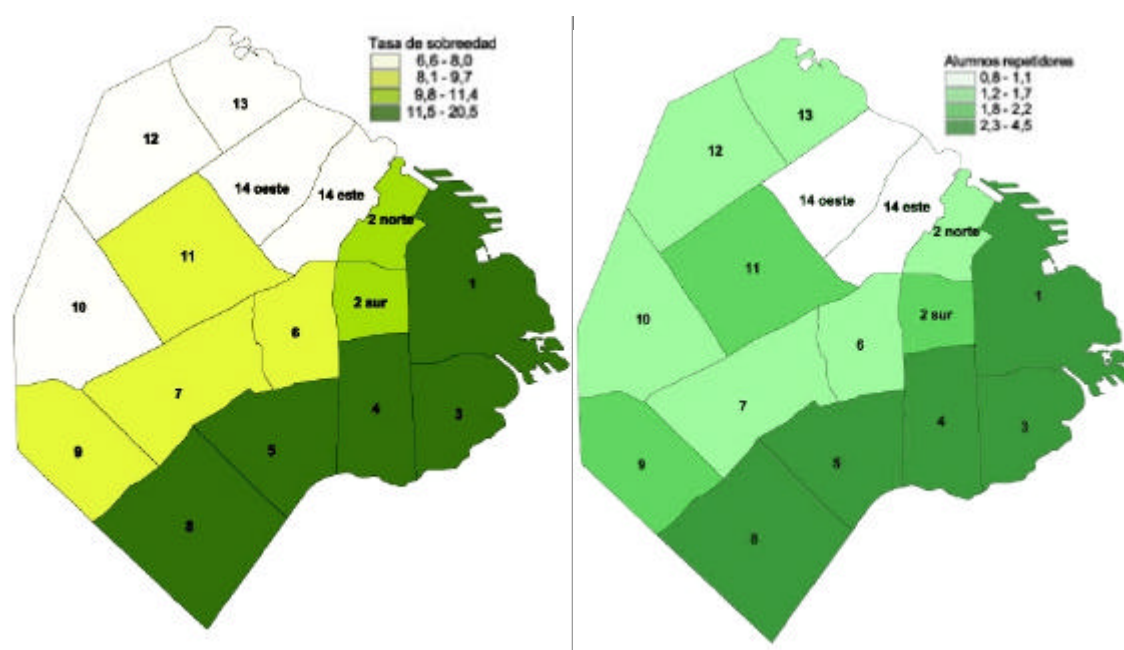 Tasa de sobreedad
6,6 - 8,0
8,1 - 9,7
9,8 - 11,4
11,5 - 20,5
13
12
14 oeste
14 este
2 norte
11
1
10
2 sur
6
7
4
3
9
5
8
Alumnos repetidores
0,8 - 1,1
1,2 - 1,7
1,8 - 2,2
2,3 - 4,5
13
12
14 oeste
14 este
2 norte
11
1
10
2 sur
6
7
4
3
9
5
8